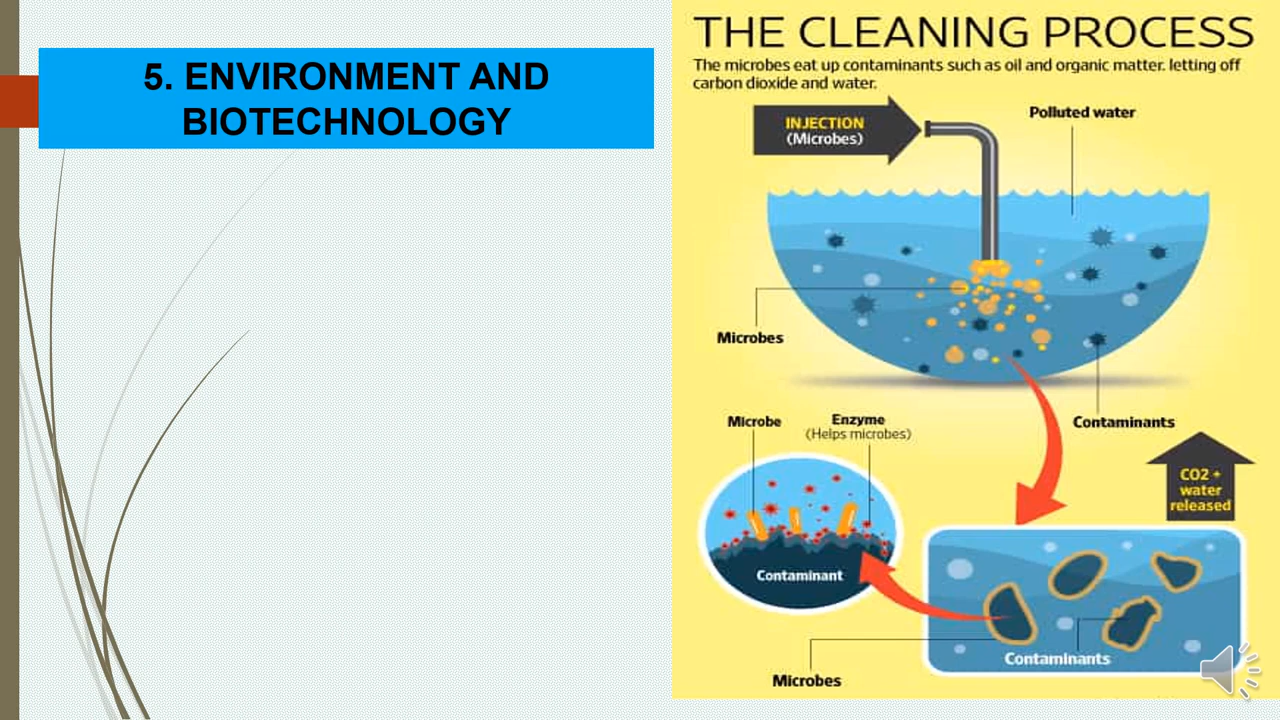 5. ENVIRONMENT AND
BIOTECHNOLOGY
THE CLEANING PROCESS
The microbes eat up contaminants such as oil and organic matter. letting off
carbon dioxide and water.
INJECTION
(Microbes)
Polluted water
Microbes
Contaminants
Microbe
Enzyme
(Helps microbes)
CO2 +
water
released
Contaminant
Contaminants
Microbes